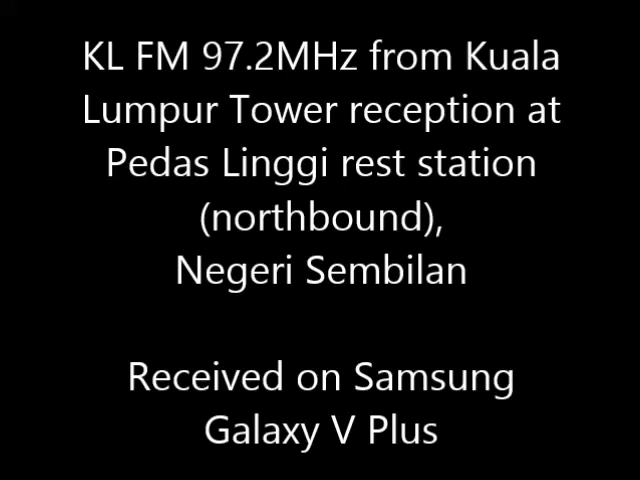 KL FM 97.2MHz from Kuala
Lumpur Tower reception at
Pedas Linggi rest station
(northbound),
Negeri Sembilan
Received on Samsung
Galaxy V Plus